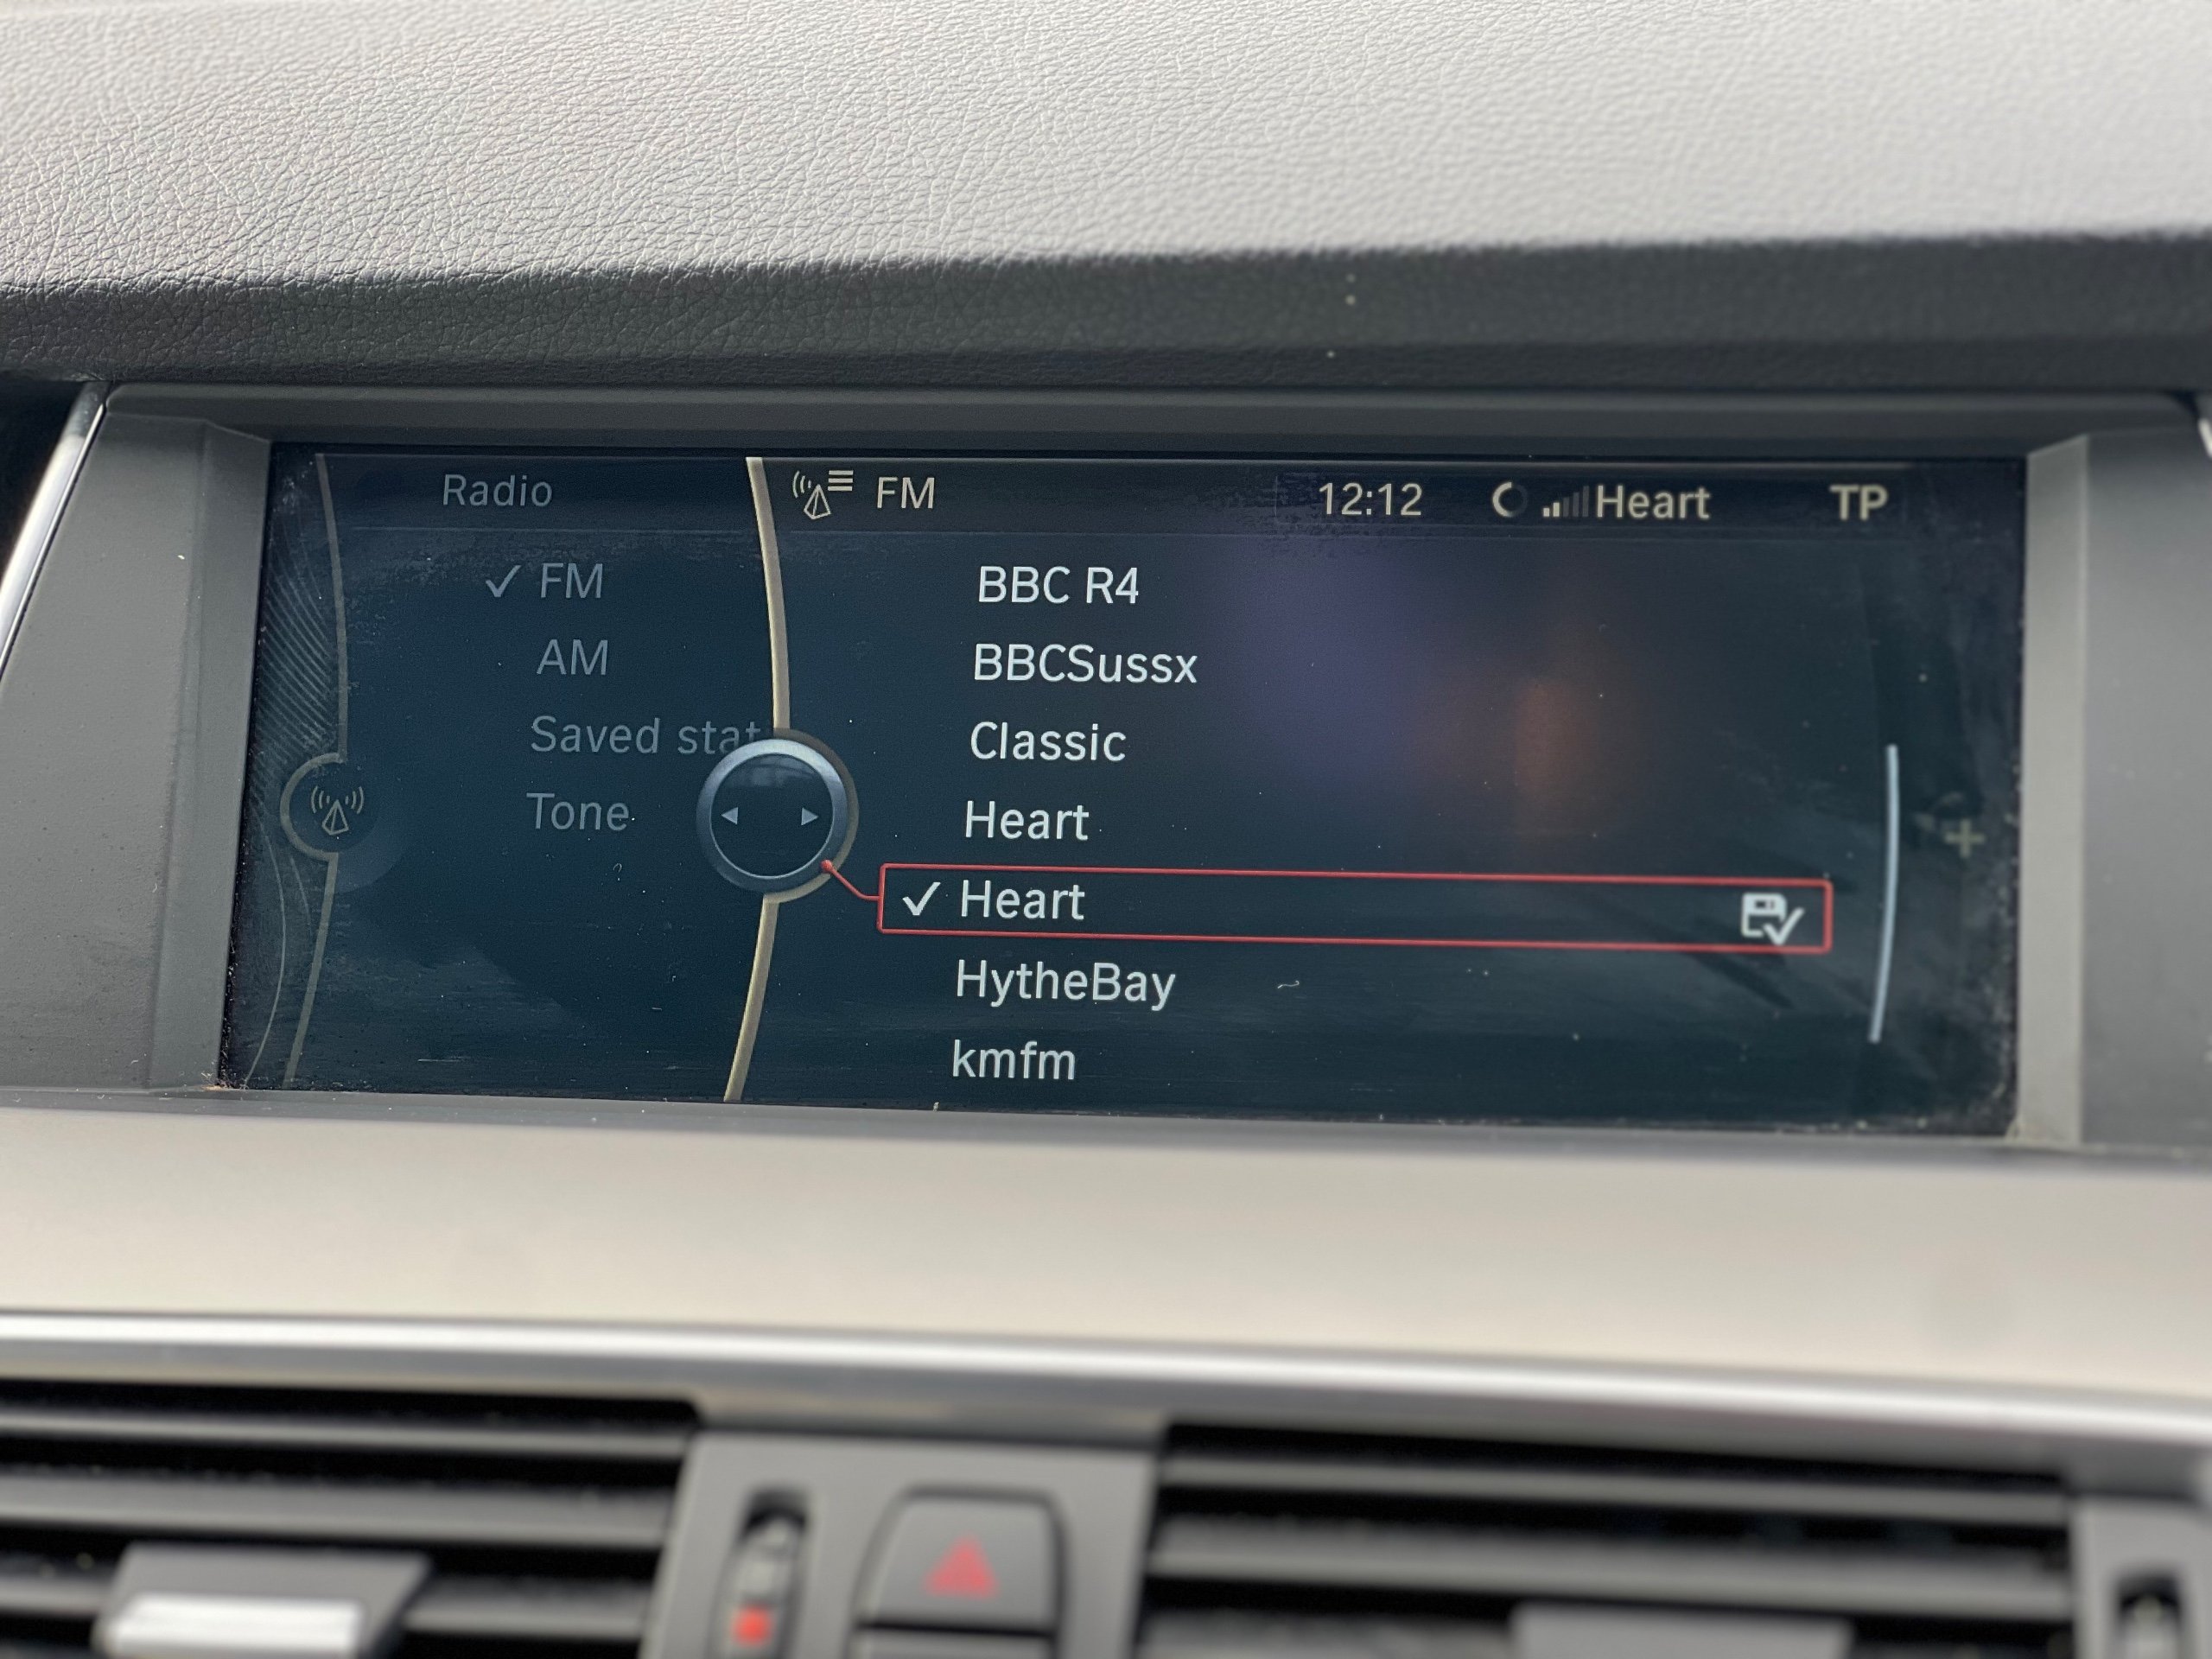 Radio
FM
AM
Saved stat
Tone
FM 12:12 Heart TP
BBC R4
BBCSussx
Classic
Heart
Heart
HytheBay
kmfm